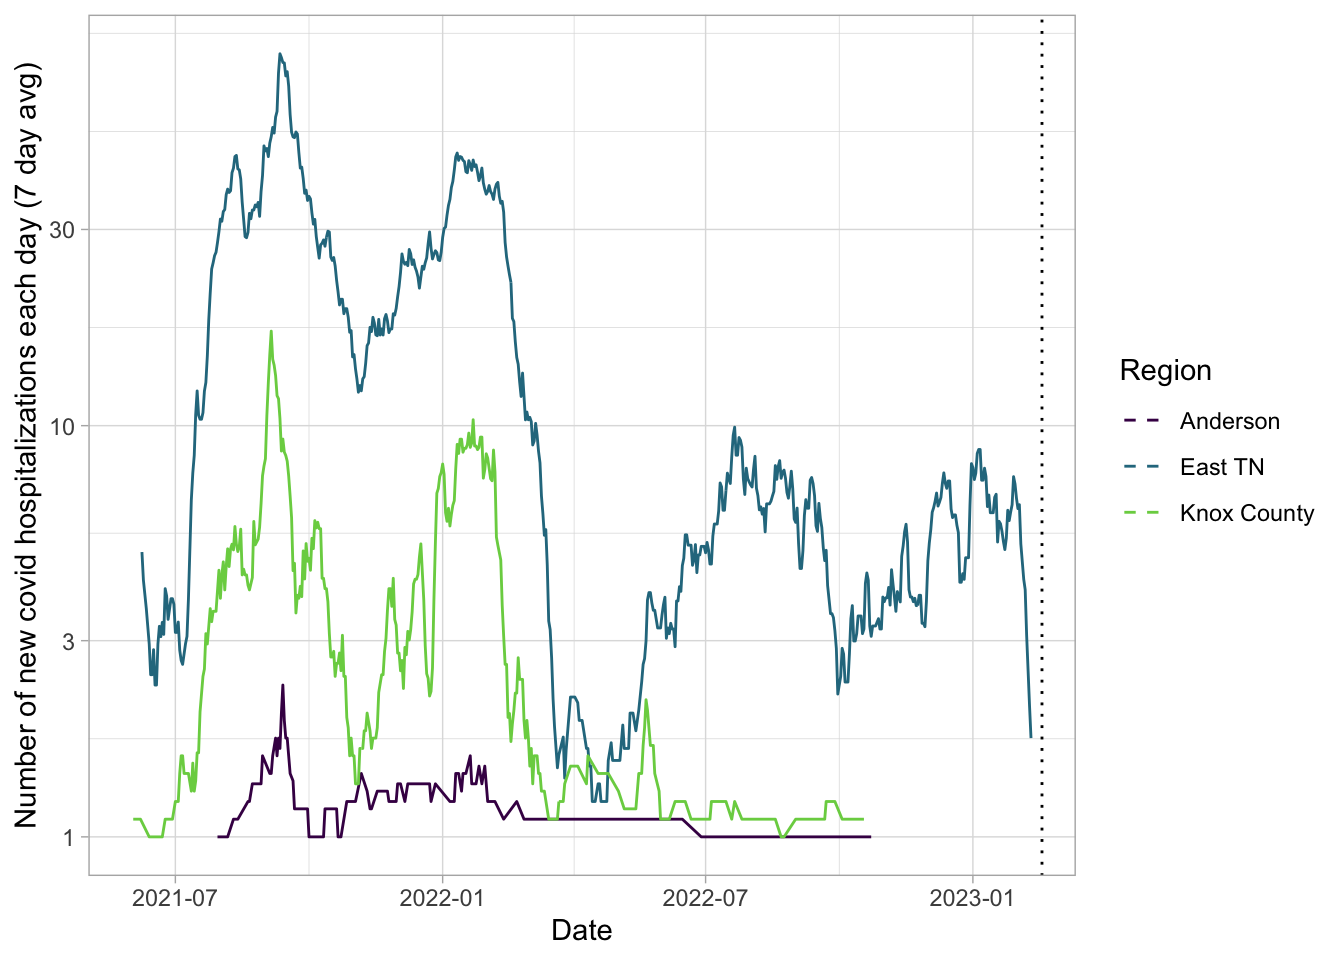 Number of new covid hospitalizations each day (7 day avg)
30
10
3
1
2021-07
2022-01
2022-07
2023-01
Date
Region
Anderson
East TN
Knox County